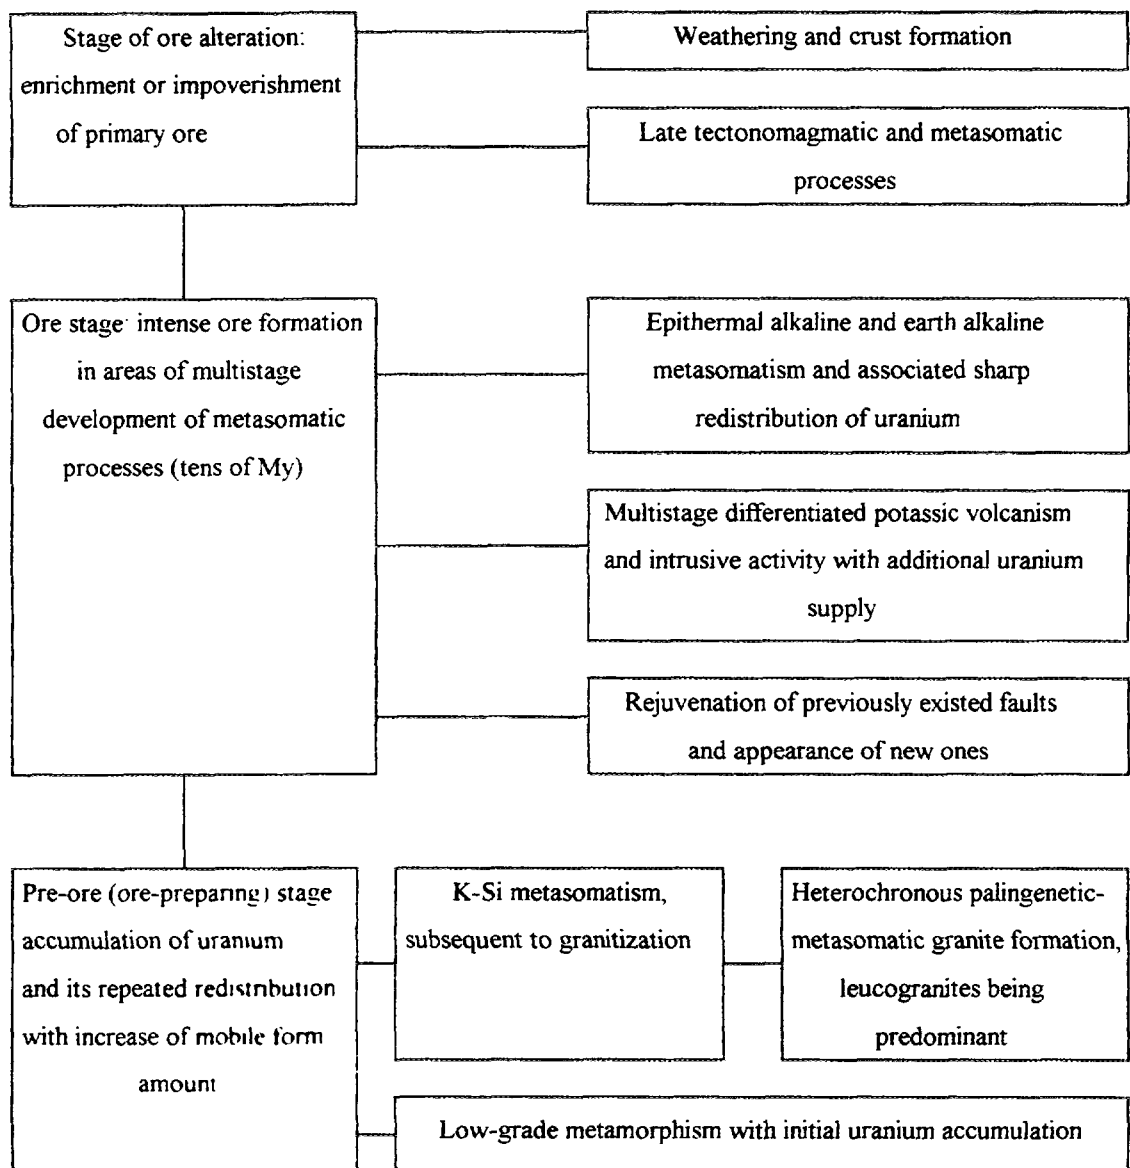 Stage of ore alteration:
enrichment or impoverishment
of primary ore
Weathering and crust formation
Late tectonomagmatic and metasomatic
processes
Ore stage: intense ore formation
in areas of multistage
development of metasomatic
processes (tens of My)
Epithermal alkaline and earth alkaline
metasomatism and associated sharp
redistribution of uranium
Multistage differentiated potassic volcanism
and intrusive activity with additional uranium
supply
Rejuvenation of previously existed faults
and appearance of new ones
Pre-ore (ore-preparing) stage
accumulation of uranium
and its repeated redistribution
with increase of mobile form
amount
K-Si metasomatism,
subsequent to granitization
Heterochronous palingenetic-
metasomatic granite formation,
leucogranites being
predominant
Low-grade metamorphism with initial uranium accumulation